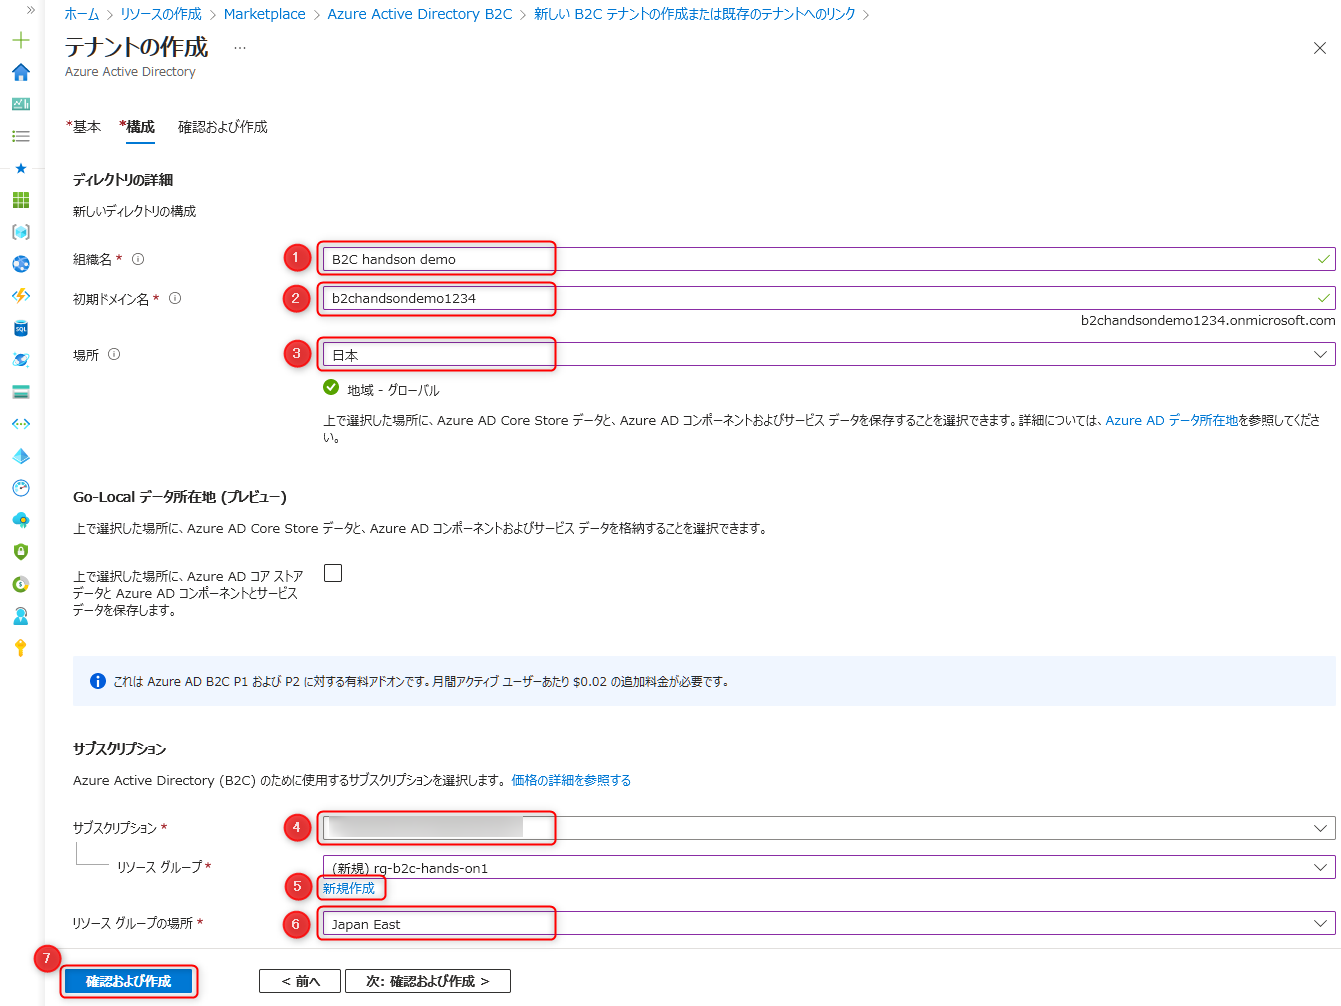 ホーム > リソースの作成 > Marketplace > Azure Active Directory B2C > 新しい B2C テナントの作成または既存のテナントへのリンク >
テナントの作成 …
Azure Active Directory
*基本 *構成 確認および作成
ディレクトリの詳細
新しいディレクトリの構成
組織名 * 1 B2C handson demo
初期ドメイン名 * 2 b2chandsondemo1234
b2chandsondemo1234.onmicrosoft.com
場所 3 日本
地域 - グローバル
上で選択した場所に、Azure AD Core Store データと、Azure AD コンポーネントおよびサービス データを保存することを選択できます。詳細については、Azure AD データ所在地を参照してくださ
い。
Go-Local データ所在地 (プレビュー)
上で選択した場所に、Azure AD Core Store データと、Azure AD コンポーネントおよびサービス データを格納することを選択できます。
上で選択した場所に、Azure AD コア ストア
データと Azure AD コンポーネントとサービス
データを保存します。
これは Azure AD B2C P1 および P2 に対する有料アドオンです。月間アクティブ ユーザーあたり $0.02 の追加料金が必要です。
サブスクリプション
Azure Active Directory (B2C) のために使用するサブスクリプションを選択します。 価格の詳細を参照する
サブスクリプション * 4
リソース グループ * (新規) rg-b2c-hands-on1
5 新規作成
リソース グループの場所 * 6 Japan East
7
確認および作成 < 前へ 次: 確認および作成 >